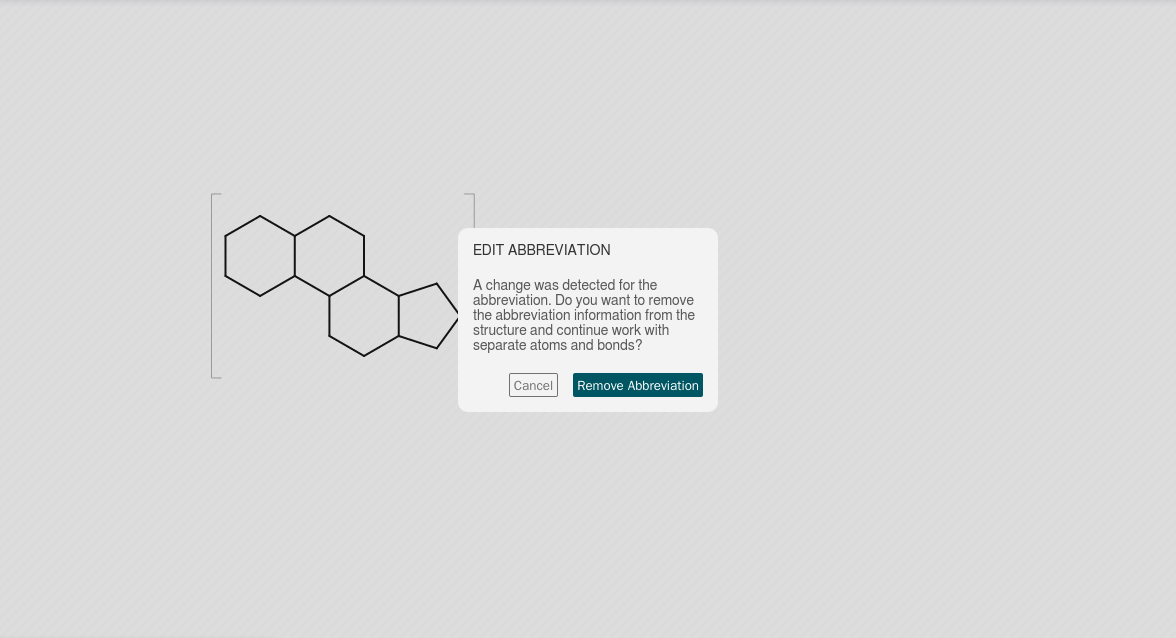 EDIT ABBREVIATION
A change was detected for the
abbreviation. Do you want to remove
the abbreviation information from the
structure and continue work with
separate atoms and bonds?
Cancel
Remove Abbreviation